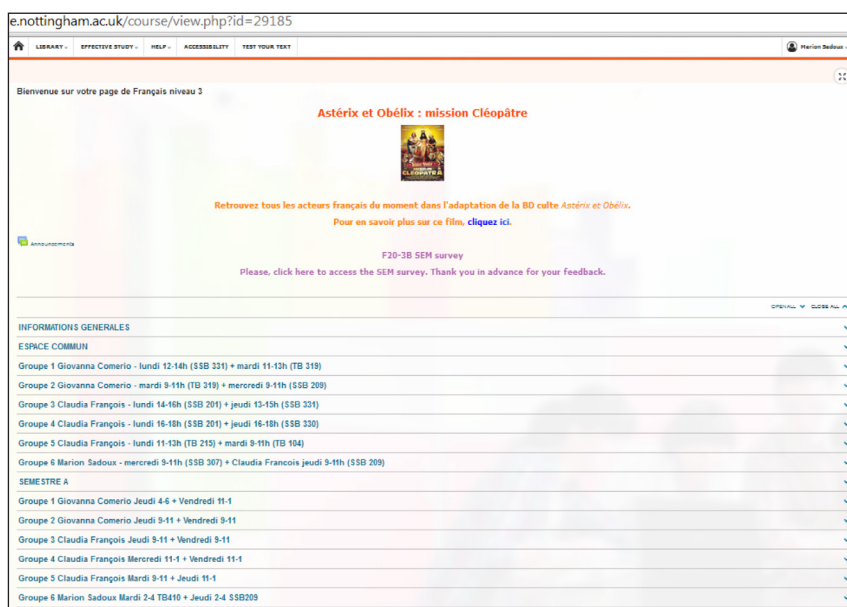 e.nottingham.ac.uk/course/view.php?id=29185
LIBRARY EFFECTIVE STUDY HELP ACCESSIBILITY TEST YOUR TEXT Marion Sadoux
Bienvenue sur votre page de Français niveau 3
Astérix et Obélix : mission Cléopâtre
CLEOPATRA
Retrouvez tous les acteurs français du moment dans l'adaptation de la BD culte Astérix et Obélix.
Pour en savoir plus sur ce film, cliquez ici.
Announcements
F20-3B SEM survey
Please, click here to access the SEM survey. Thank you in advance for your feedback.
OPEN ALL CLOSE ALL
INFORMATIONS GENERALES
ESPACE COMMUN
Groupe 1 Giovanna Comerio - lundi 12-14h (SSB 331) + mardi 11-13h (TB 319)
Groupe 2 Giovanna Comerio - mardi 9-11h (TB 319) + mercredi 9-11h (SSB 209)
Groupe 3 Claudia François - lundi 14-16h (SSB 201) + jeudi 13-15h (SSB 331)
Groupe 4 Claudia François - lundi 16-18h (SSB 201) + jeudi 16-18h (SSB 330)
Groupe 5 Claudia François - lundi 11-13h (TB 215) + mardi 9-11h (TB 104)
Groupe 6 Marion Sadoux - mercredi 9-11h (SSB 307) + Claudia Francois jeudi 9-11h (SSB 209)
SEMESTRE A
Groupe 1 Giovanna Comerio Jeudi 4-6 + Vendredi 11-1
Groupe 2 Giovanna Comerio Jeudi 9-11 + Vendredi 9-11
Groupe 3 Claudia François Jeudi 9-11 + Vendredi 9-11
Groupe 4 Claudia François Mercredi 11-1 + Vendredi 11-1
Groupe 5 Claudia François Mardi 9-11 + Jeudi 11-1
Groupe 6 Marion Sadoux Mardi 2-4 TB410 + Jeudi 2-4 SSB209